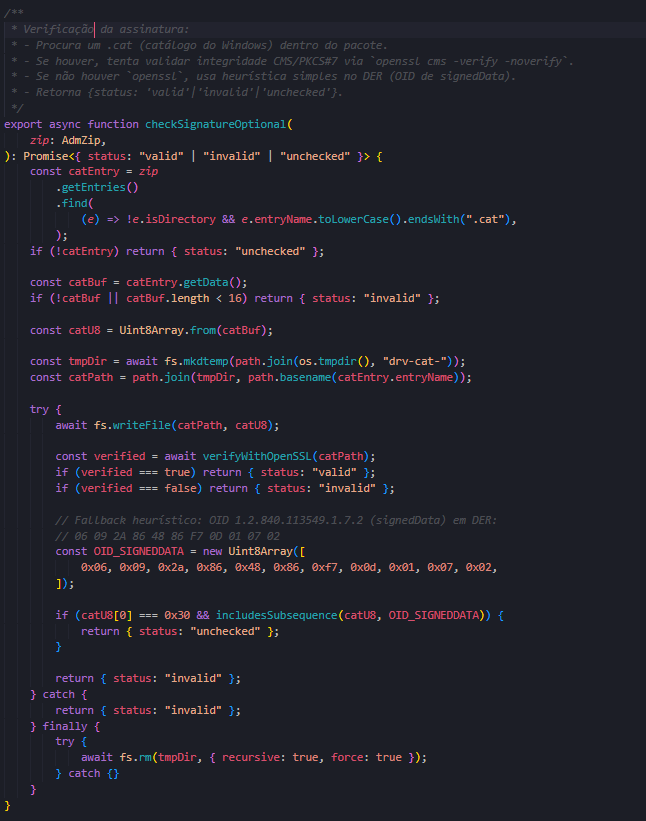 /**
 * Verificação da assinatura:
 * - Procura um .cat (catálogo do Windows) dentro do pacote.
 * - Se houver, tenta validar integridade CMS/PKCS#7 via `openssl cms -verify -noverify`.
 * - Se não houver `openssl`, usa heurística simples no DER (OID de signedData).
 * - Retorna {status: 'valid'|'invalid'|'unchecked'}.
 */
export async function checkSignatureOptional(
    zip: AdmZip,
): Promise<{ status: "valid" | "invalid" | "unchecked" }> {
    const catEntry = zip
        .getEntries()
        .find(
            (e) => !e.isDirectory && e.entryName.toLowerCase().endsWith(".cat"),
        );
    if (!catEntry) return { status: "unchecked" };
    const catBuf = catEntry.getData();
    if (!catBuf || catBuf.length < 16) return { status: "invalid" };
    const catU8 = Uint8Array.from(catBuf);
    const tmpDir = await fs.mkdtemp(path.join(os.tmpdir(), "drv-cat-"));
    const catPath = path.join(tmpDir, path.basename(catEntry.entryName));
    try {
        await fs.writeFile(catPath, catU8);
        const verified = await verifyWithOpenSSL(catPath);
        if (verified === true) return { status: "valid" };
        if (verified === false) return { status: "invalid" };
        // Fallback heurístico: OID 1.2.840.113549.1.7.2 (signedData) em DER:
        // 06 09 2A 86 48 86 F7 0D 01 07 02
        const OID_SIGNEDDATA = new Uint8Array([
            0x06, 0x09, 0x2a, 0x86, 0x48, 0x86, 0xf7, 0x0d, 0x01, 0x07, 0x02,
        ]);
        if (catU8[0] === 0x30 && includesSubsequence(catU8, OID_SIGNEDDATA)) {
            return { status: "unchecked" };
        }
        return { status: "invalid" };
    } catch {
        return { status: "invalid" };
    } finally {
        try {
            await fs.rm(tmpDir, { recursive: true, force: true });
        } catch {}
    }
}